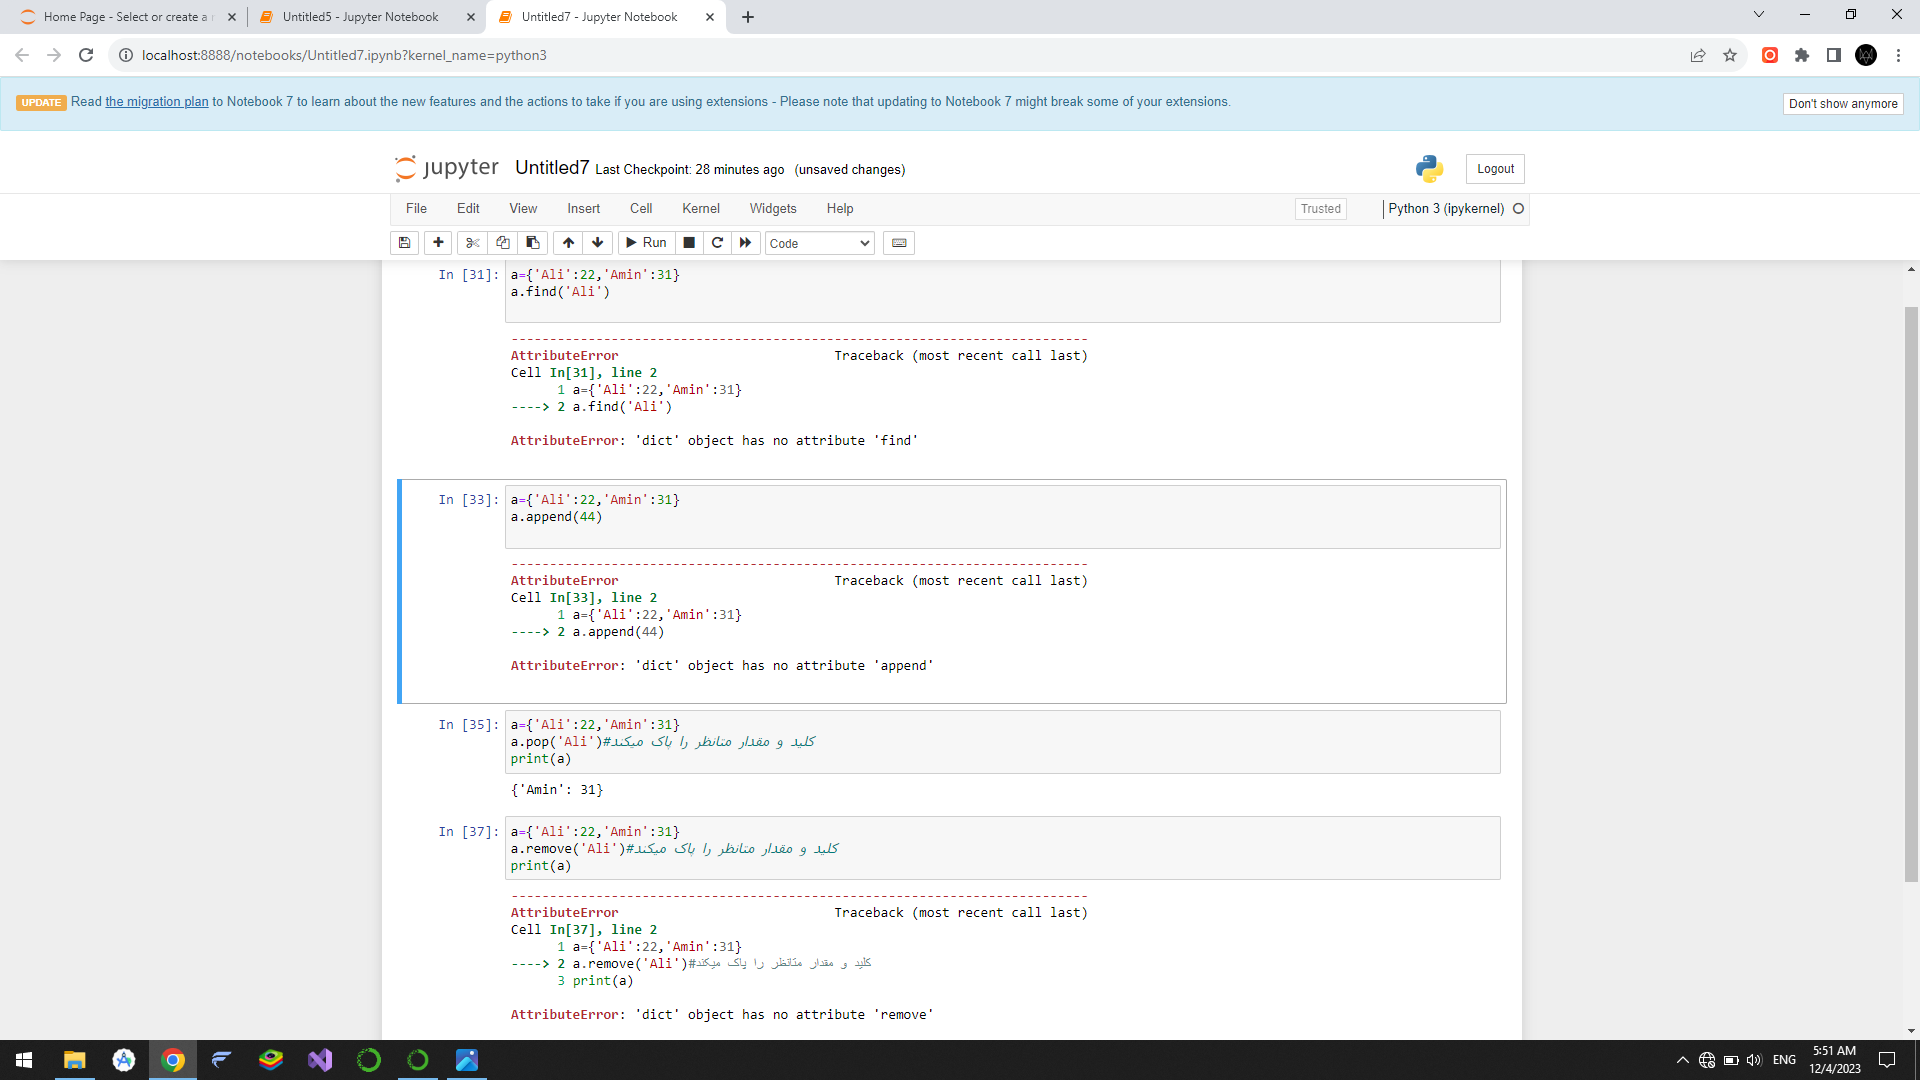 Home Page - Select or create a n
Untitled5 - Jupyter Notebook
Untitled7 - Jupyter Notebook
localhost:8888/notebooks/Untitled7.ipynb?kernel_name=python3
UPDATE Read the migration plan to Notebook 7 to learn about the new features and the actions to take if you are using extensions - Please note that updating to Notebook 7 might break some of your extensions.
Don't show anymore
jupyter Untitled7 Last Checkpoint: 28 minutes ago (unsaved changes)
Logout
File Edit View Insert Cell Kernel Widgets Help
Trusted
Python 3 (ipykernel)
Run
Code
In [31]: a={'Ali':22,'Amin':31}
a.find('Ali')
---------------------------------------------------------------------------
AttributeError                            Traceback (most recent call last)
Cell In[31], line 2
      1 a={'Ali':22,'Amin':31}
----> 2 a.find('Ali')
AttributeError: 'dict' object has no attribute 'find'
In [33]: a={'Ali':22,'Amin':31}
a.append(44)
---------------------------------------------------------------------------
AttributeError                            Traceback (most recent call last)
Cell In[33], line 2
      1 a={'Ali':22,'Amin':31}
----> 2 a.append(44)
AttributeError: 'dict' object has no attribute 'append'
In [35]: a={'Ali':22,'Amin':31}
a.pop('Ali')#کلید و مقدار متانظر را پاک میکند
print(a)
{'Amin': 31}
In [37]: a={'Ali':22,'Amin':31}
a.remove('Ali')#کلید و مقدار متانظر را پاک میکند
print(a)
---------------------------------------------------------------------------
AttributeError                            Traceback (most recent call last)
Cell In[37], line 2
      1 a={'Ali':22,'Amin':31}
----> 2 a.remove('Ali')#کلید و مقدار متانظر را پاک میکند
      3 print(a)
AttributeError: 'dict' object has no attribute 'remove'
ENG
5:51 AM
12/4/2023